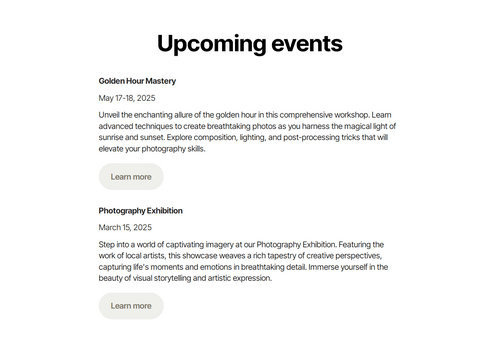 Upcoming events
Golden Hour Mastery
May 17-18, 2025
Unveil the enchanting allure of the golden hour in this comprehensive workshop. Learn
advanced techniques to create breathtaking photos as you harness the magical light of
sunrise and sunset. Explore composition, lighting, and post-processing tricks that will
elevate your photography skills.
Learn more
Photography Exhibition
March 15, 2025
Step into a world of captivating imagery at our Photography Exhibition. Featuring the
work of local artists, this showcase weaves a rich tapestry of creative perspectives,
capturing life's moments and emotions in breathtaking detail. Immerse yourself in the
beauty of visual storytelling and artistic expression.
Learn more